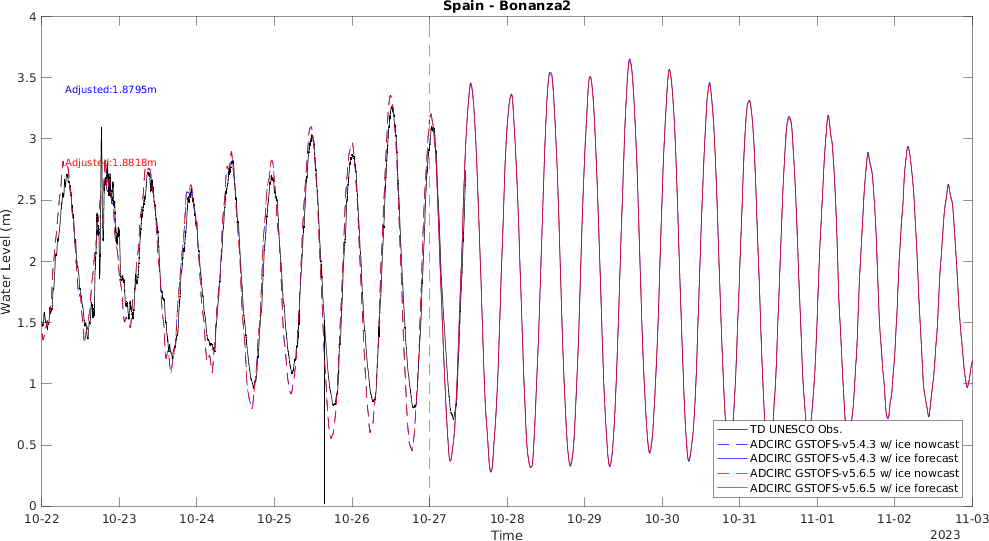 Spain - Bonanza2
Water Level (m)
4
3.5
3
2.5
2
1.5
1
0.5
0
Adjusted:1.8795m
Adjusted:1.8818m
TD UNESCO Obs.
ADCIRC GSTOFS-v5.4.3 w/ ice nowcast
ADCIRC GSTOFS-v5.4.3 w/ ice forecast
ADCIRC GSTOFS-v5.6.5 w/ ice nowcast
ADCIRC GSTOFS-v5.6.5 w/ ice forecast
10-22 10-23 10-24 10-25 10-26 10-27 10-28 10-29 10-30 10-31 11-01 11-02 11-03
Time
2023